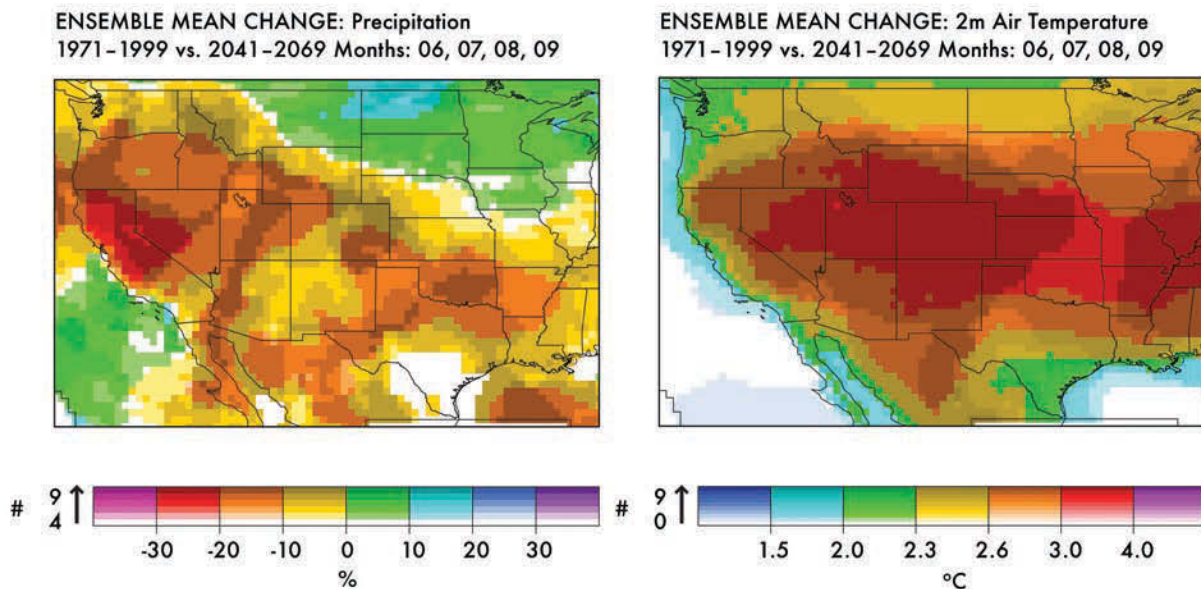 ENSEMBLE MEAN CHANGE: Precipitation
1971–1999 vs. 2041–2069 Months: 06, 07, 08, 09
ENSEMBLE MEAN CHANGE: 2m Air Temperature
1971–1999 vs. 2041–2069 Months: 06, 07, 08, 09
# 9
4
-30 -20 -10 0 10 20 30
%
# 9
0
1.5 2.0 2.3 2.6 3.0 4.0
ºC